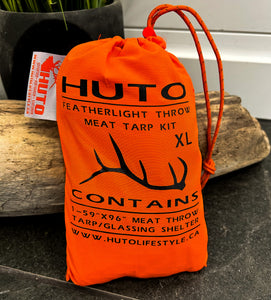 HUTO
FEATHERLIGHT THROW
MEAT TARP KIT
XL
CONTAINS
1-59"X96" MEAT THROW
TARP/GLASSING SHELTER
WWW.HUTOLIFESTYLE.CA
HUTO